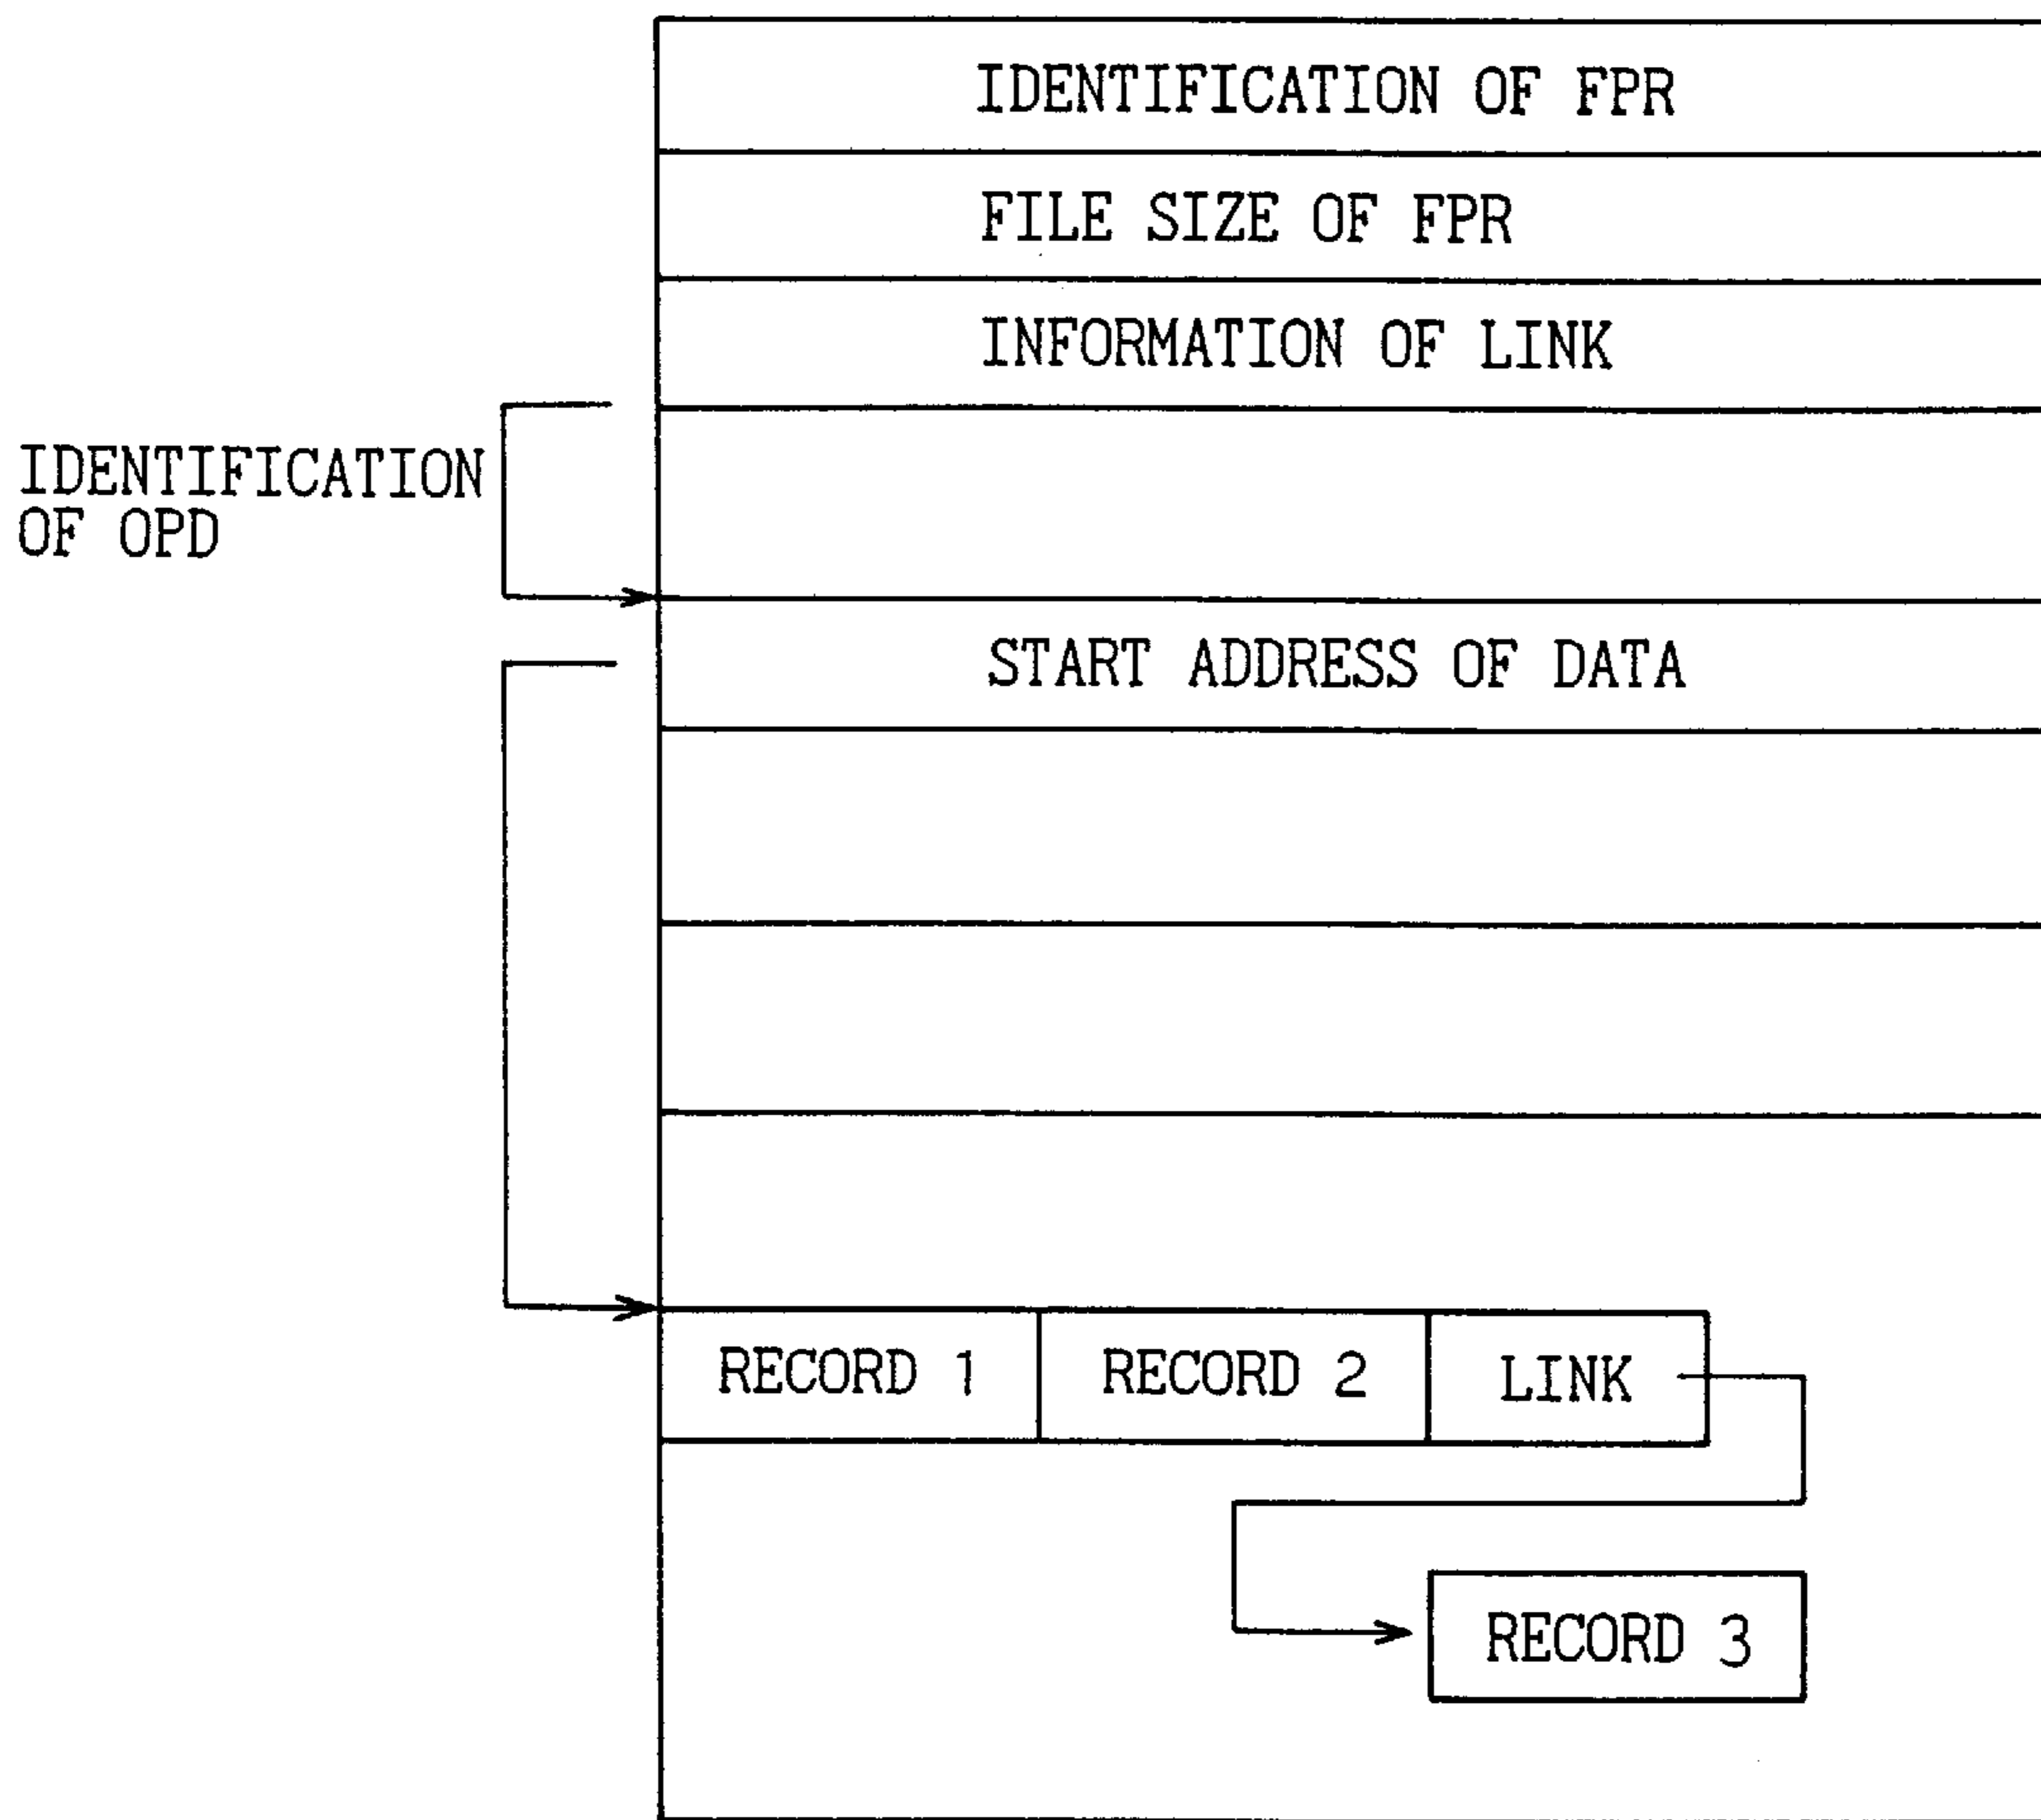 IDENTIFICATION OF FPR
FILE SIZE OF FPR
INFORMATION OF LINK
IDENTIFICATION
OF OPD
START ADDRESS OF DATA
RECORD 1
RECORD 2
LINK
RECORD 3